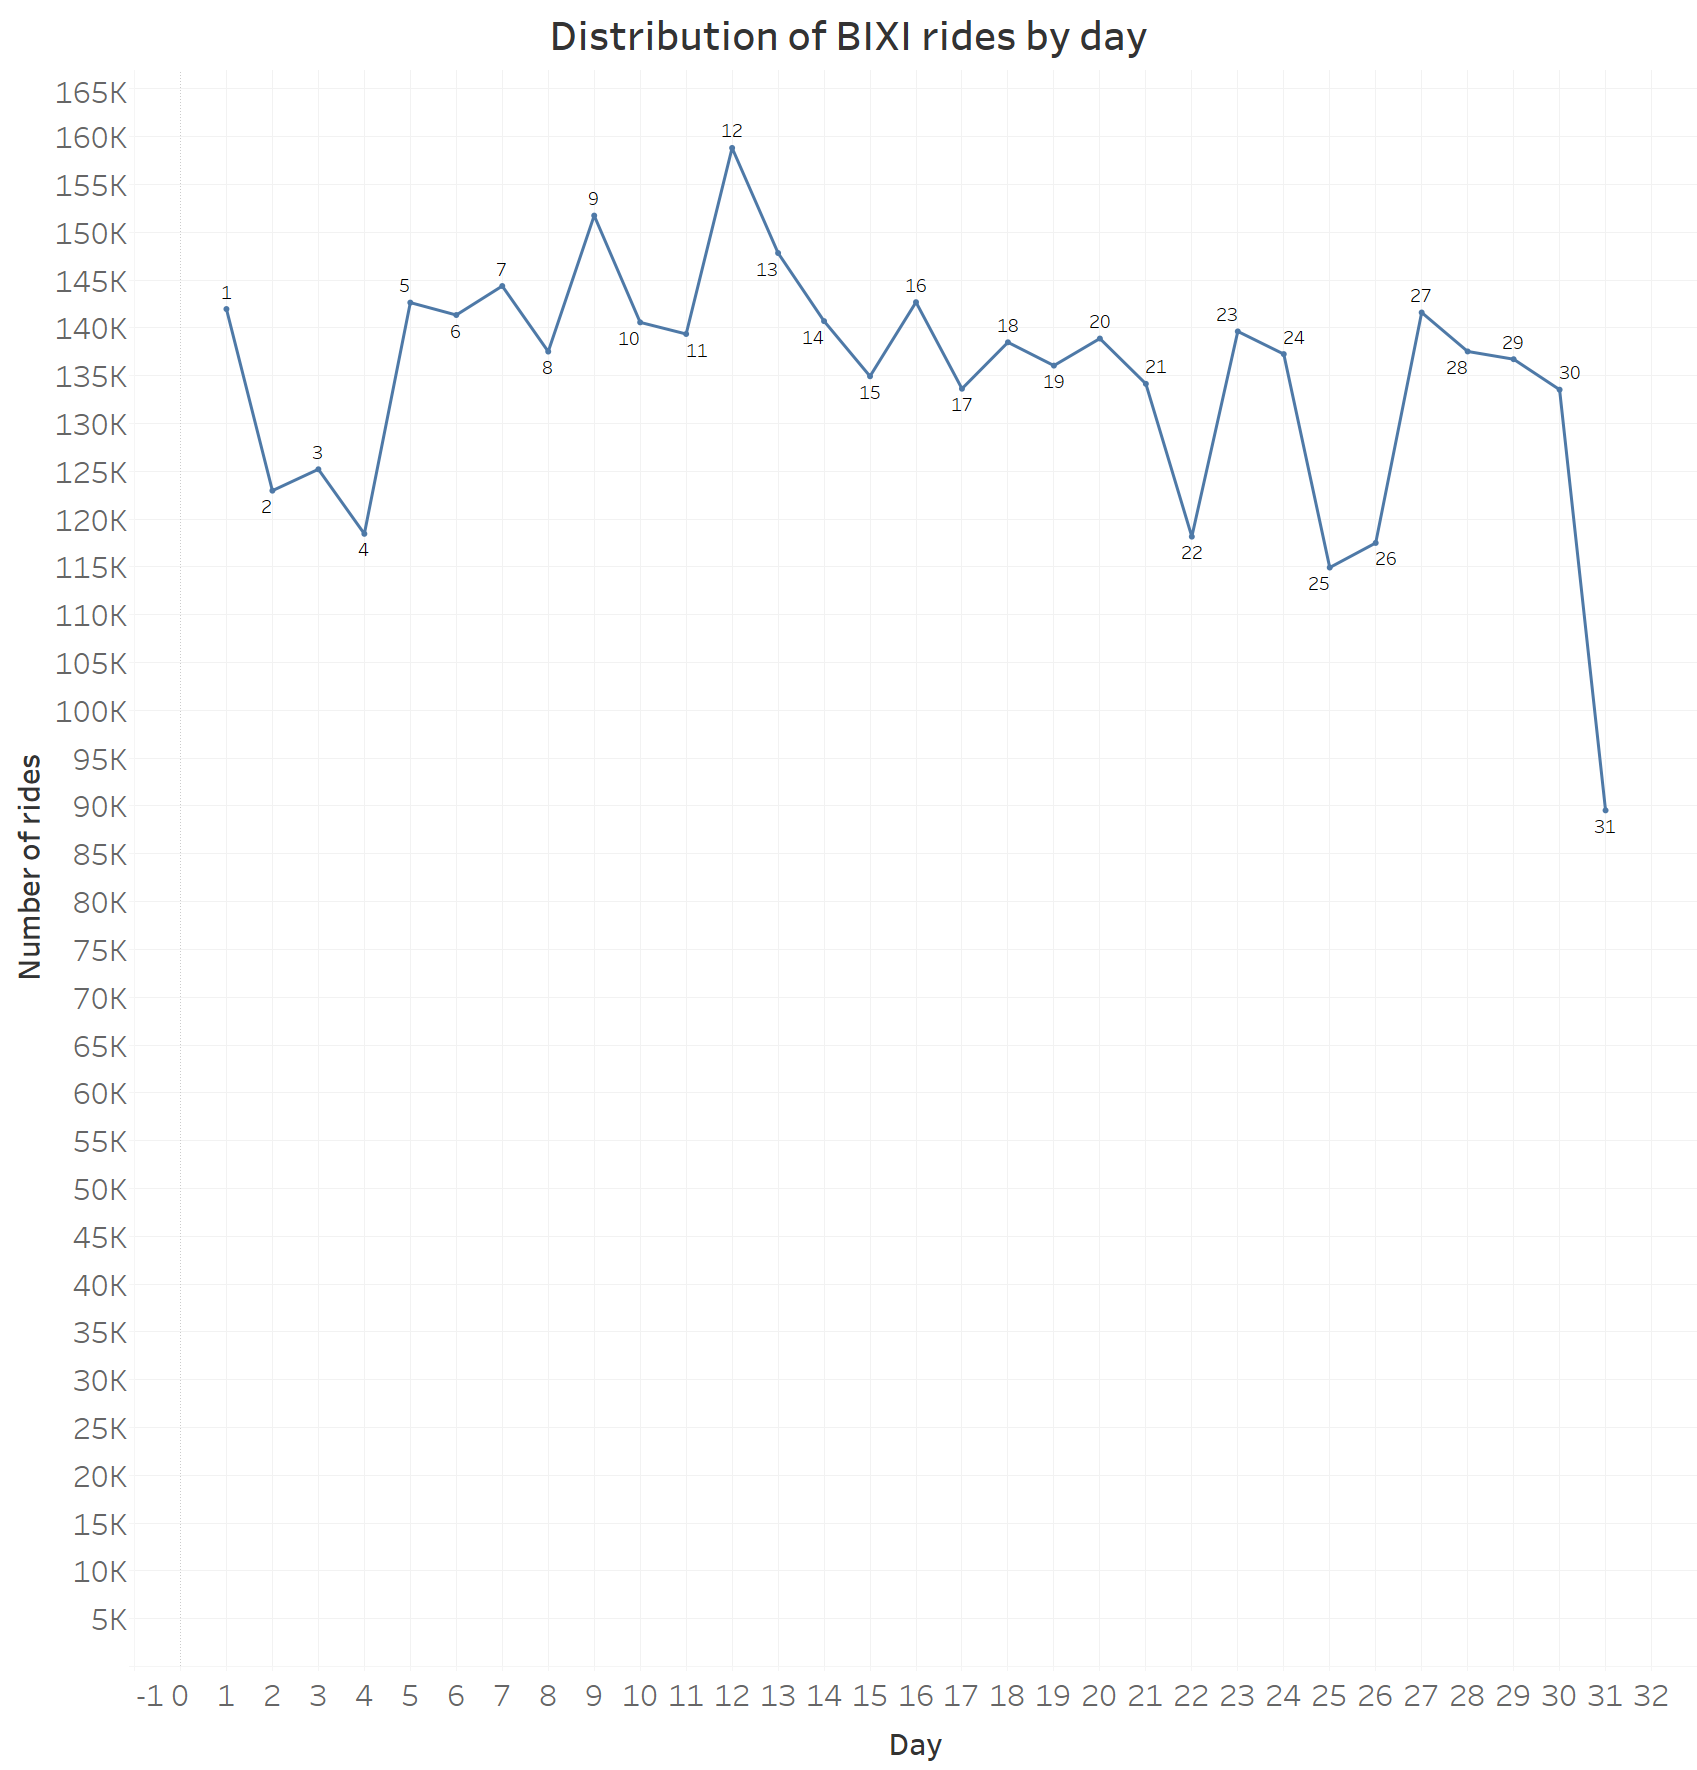 Distribution of BIXI rides by day
165K
160K
155K
150K
145K
140K
135K
130K
125K
120K
115K
110K
105K
100K
95K
90K
85K
80K
75K
70K
65K
60K
55K
50K
45K
40K
35K
30K
25K
20K
15K
10K
5K
Number of rides
1
2
3
4
5
6
7
8
9
10
11
12
13
14
15
16
17
18
19
20
21
22
23
24
25
26
27
28
29
30
31
-1 0 1 2 3 4 5 6 7 8 9 10 11 12 13 14 15 16 17 18 19 20 21 22 23 24 25 26 27 28 29 30 31 32
Day